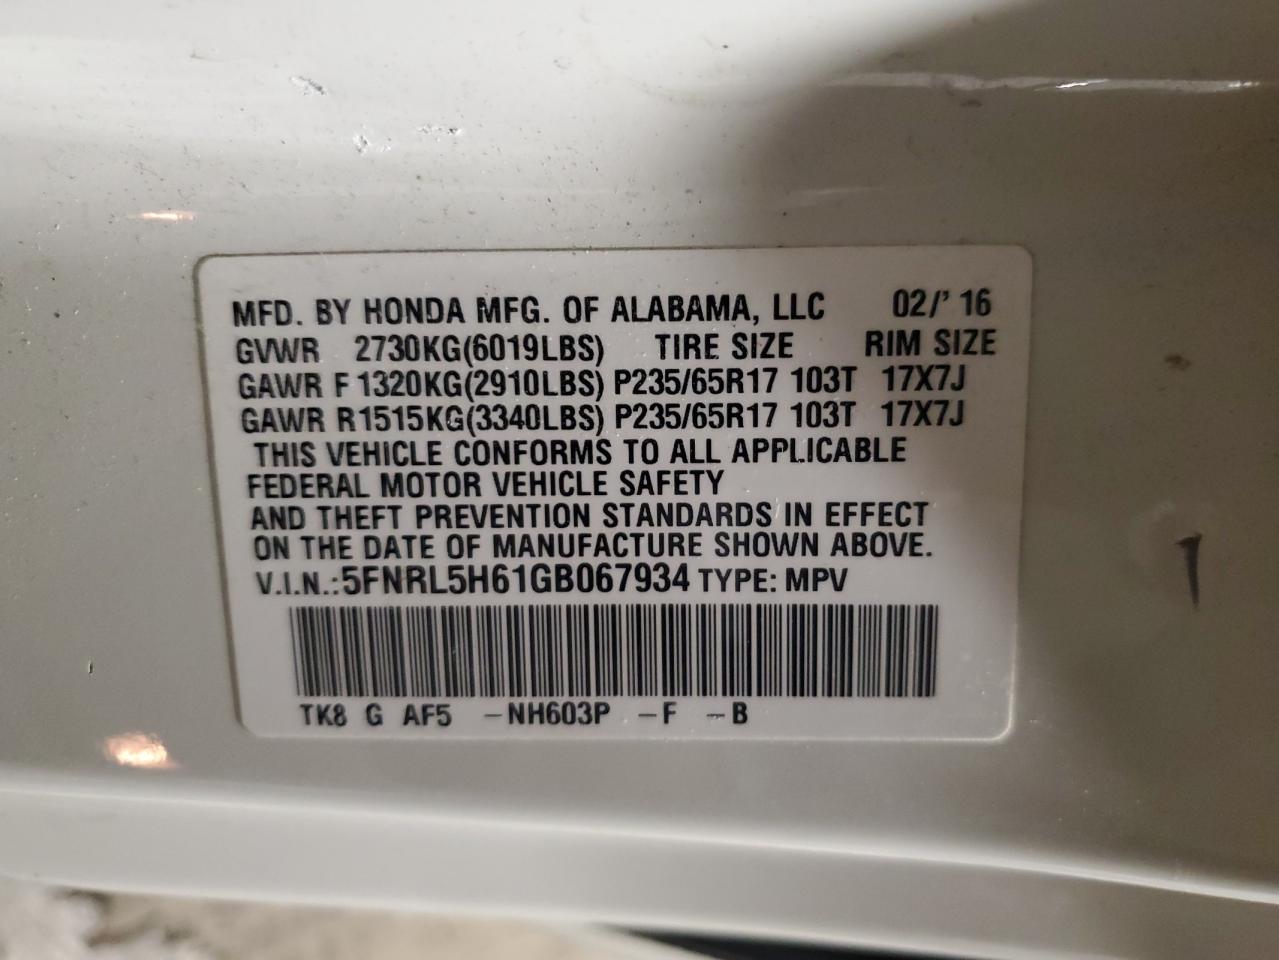 MFD. BY HONDA MFG. OF ALABAMA, LLC 02/' 16
GVWR 2730KG(6019LBS) TIRE SIZE RIM SIZE
GAWR F 1320KG(2910LBS) P235/65R17 103T 17X7J
GAWR R1515KG(3340LBS) P235/65R17 103T 17X7J
THIS VEHICLE CONFORMS TO ALL APPLICABLE
FEDERAL MOTOR VEHICLE SAFETY
AND THEFT PREVENTION STANDARDS IN EFFECT
ON THE DATE OF MANUFACTURE SHOWN ABOVE.
V.I.N.:5FNRL5H61GB067934 TYPE: MPV
TK8 G AF5 -NH603P -F -B